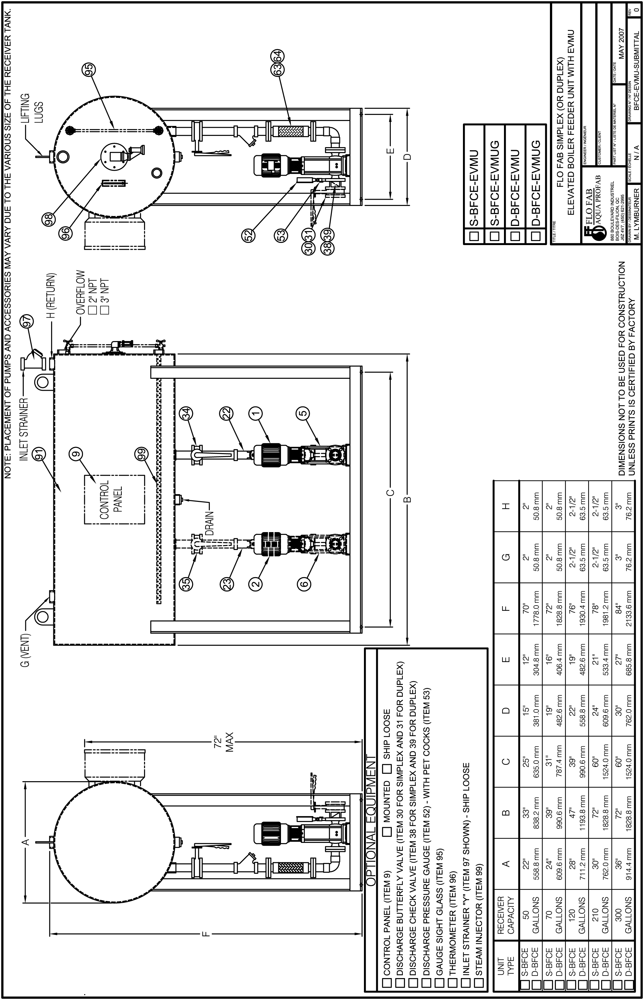 NOTE: PLACEMENT OF PUMPS AND ACCESSORIES MAY VARY DUE TO THE VARIOUS SIZE OF THE RECEIVER TANK.
A
F
72"
MAX
G (VENT)
INLET STRAINER
97
H (RETURN)
OVERFLOW
2" NPT
3" NPT
91
9
CONTROL
PANEL
99
35
34
DRAIN
23
22
2
1
6
5
C
B
LIFTING
LUGS
95
98
96
63
64
52
53
30
31
38
39
E
D
OPTIONAL EQUIPMENT
CONTROL PANEL (ITEM 9) MOUNTED SHIP LOOSE
DISCHARGE BUTTERFLY VALVE (ITEM 30 FOR SIMPLEX AND 31 FOR DUPLEX)
DISCHARGE CHECK VALVE (ITEM 38 FOR SIMPLEX AND 39 FOR DUPLEX)
DISCHARGE PRESSURE GAUGE (ITEM 52) - WITH PET COCKS (ITEM 53)
GAUGE SIGHT GLASS (ITEM 95)
THERMOMETER (ITEM 96)
INLET STRAINER "Y" (ITEM 97 SHOWN) - SHIP LOOSE
STEAM INJECTOR (ITEM 99)
UNIT TYPE RECEIVER CAPACITY A B C D E F G H
S-BFCE 50 22" 33" 25" 15" 12" 70" 2" 2"
D-BFCE GALLONS 558.8 mm 838.2 mm 635.0 mm 381.0 mm 304.8 mm 1778.0 mm 50.8 mm 50.8 mm
S-BFCE 70 24" 39" 31" 19" 16" 72" 2" 2"
D-BFCE GALLONS 609.6 mm 990.6 mm 787.4 mm 482.6 mm 406.4 mm 1828.8 mm 50.8 mm 50.8 mm
S-BFCE 120 28" 47" 39" 22" 19" 76" 2-1/2" 2-1/2"
D-BFCE GALLONS 711.2 mm 1193.8 mm 990.6 mm 558.8 mm 482.6 mm 1930.4 mm 63.5 mm 63.5 mm
S-BFCE 210 30" 72" 60" 24" 21" 78" 2-1/2" 2-1/2"
D-BFCE GALLONS 762.0 mm 1828.8 mm 1524.0 mm 609.6 mm 533.4 mm 1981.2 mm 63.5 mm 63.5 mm
S-BFCE 300 36" 72" 60" 30" 27" 84" 3" 3"
D-BFCE GALLONS 914.4 mm 1828.8 mm 1524.0 mm 762.0 mm 685.8 mm 2133.6 mm 76.2 mm 76.2 mm
DIMENSIONS NOT TO BE USED FOR CONSTRUCTION
UNLESS PRINTS IS CERTIFIED BY FACTORY
S-BFCE-EVMU
S-BFCE-EVMUG
D-BFCE-EVMU
D-BFCE-EVMUG
TITLE / TITRE
FLO FAB SIMPLEX (OR DUPLEX)
ELEVATED BOILER FEEDER UNIT WITH EVMU
FLO FAB
AQUA PROFAB
860 BOULEVARD INDUSTRIEL
BOIS-DES-FILION, QC
J6Z 4V7, (450) 621-2995
ENGINEER / INGÉNIEUR
CUSTOMER / CLIENT
PART LIST N° / LISTE DE MATERIEL N°
DATE / DATE
MAY 2007
DRAWIN BY / DESSINATEUR
M. LYMBURNER
SCALE / ÉCHELLE
N / A
DRAWING N° / N° DESSIN
BFCE-EVMU-SUBMITTAL
REV
0